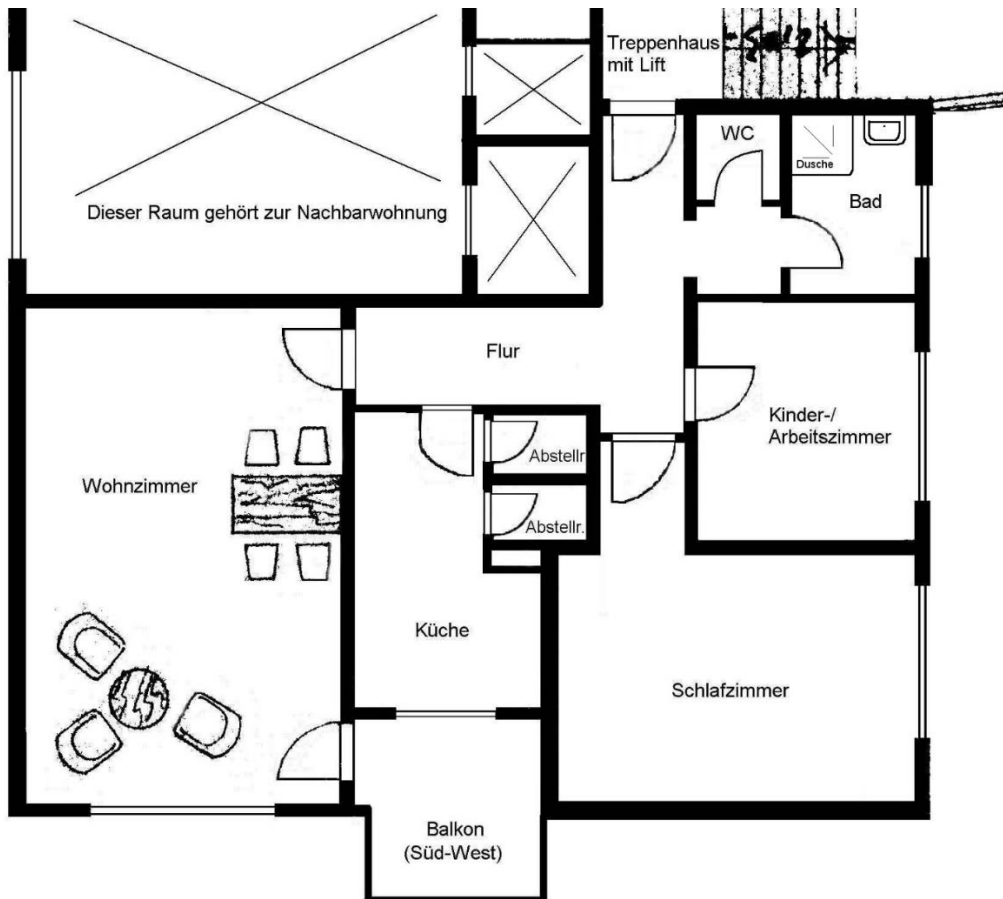 Treppenhaus
mit Lift
WC
Dusche
Bad
Dieser Raum gehört zur Nachbarwohnung
Flur
Kinder-/
Arbeitszimmer
Abstellr.
Wohnzimmer
Abstellr.
Küche
Schlafzimmer
Balkon
(Süd-West)